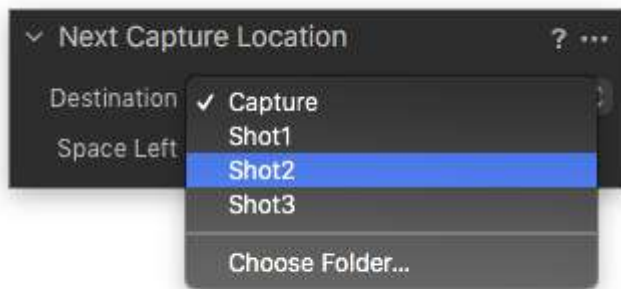 Next Capture Location ? ...
Destination ✓ Capture
Shot1
Space Left
Shot2
Shot3
Choose Folder...